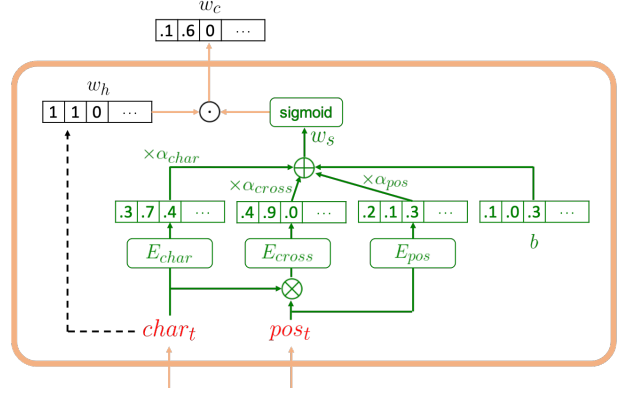 w_c
.1 .6 0 ...
w_h
1 1 0 ...
sigmoid
w_s
×α_char
×α_cross
×α_pos
.3 .7 .4 ...
.4 .9 .0 ...
.2 .1 .3 ...
.1 .0 .3 ...
E_char
E_cross
E_pos
b
char_t
pos_t